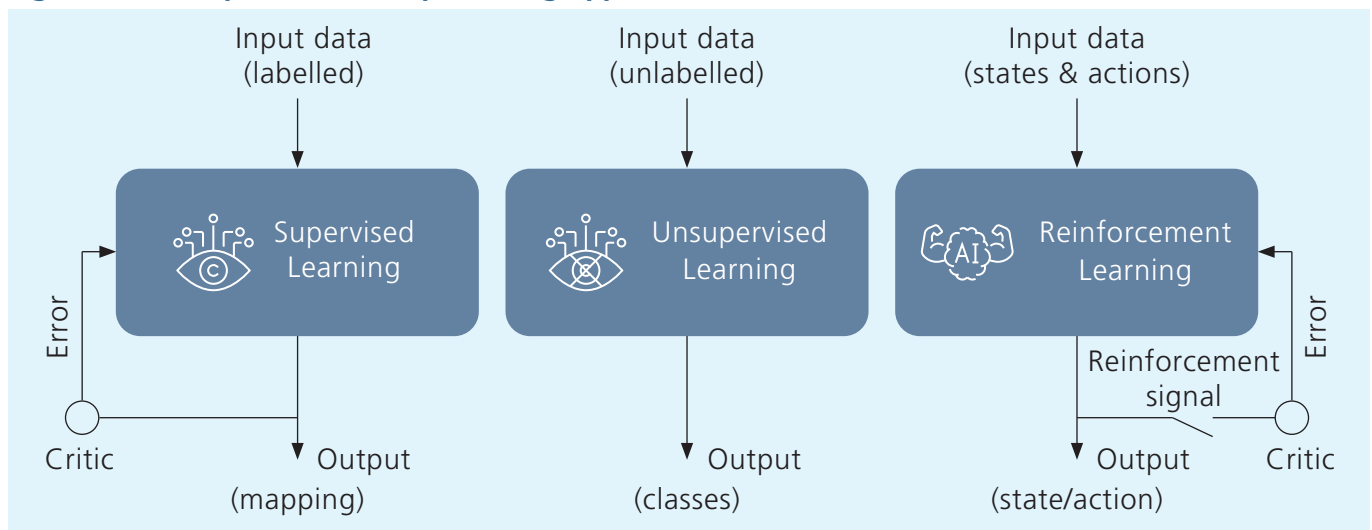 Input data
(labelled)
Input data
(unlabelled)
Input data
(states & actions)
C
Supervised
Learning
C
Unsupervised
Learning
AI
Reinforcement
Learning
Error
Error
Reinforcement
signal
Critic
Output
(mapping)
Output
(classes)
Output
(state/action)
Critic